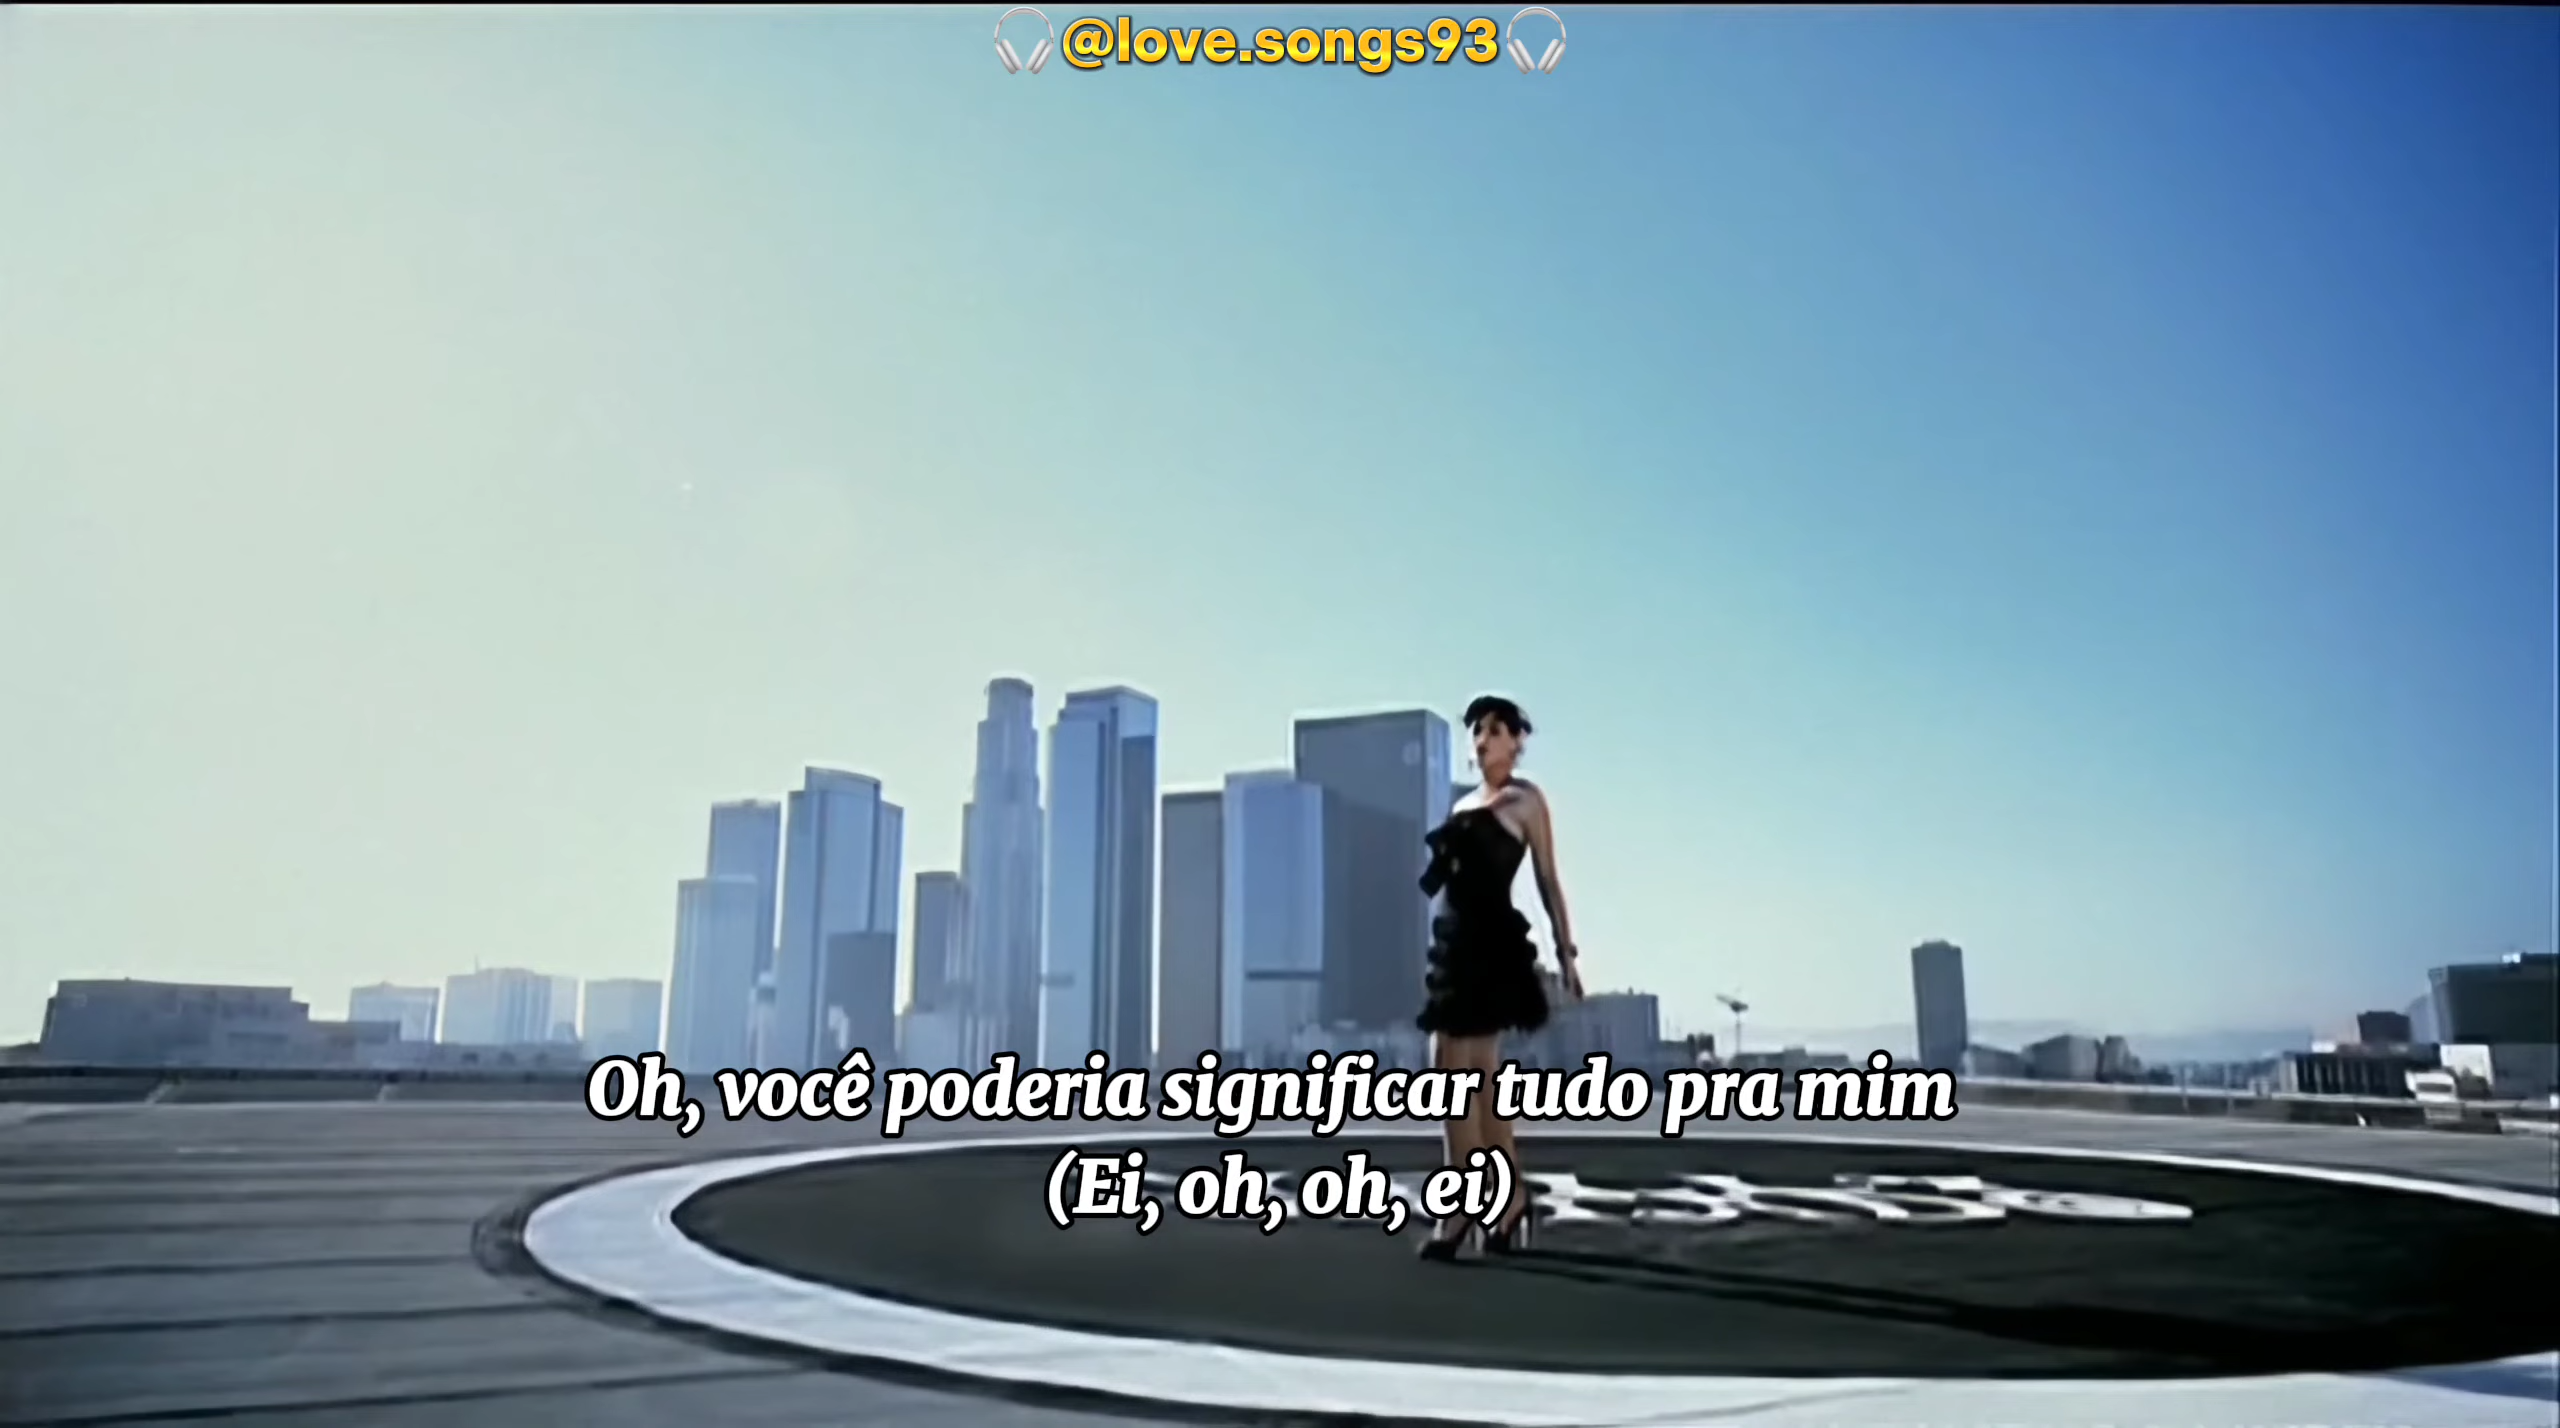 @love.songs93
Oh, você poderia significar tudo pra mim
(Ei, oh, oh, ei)